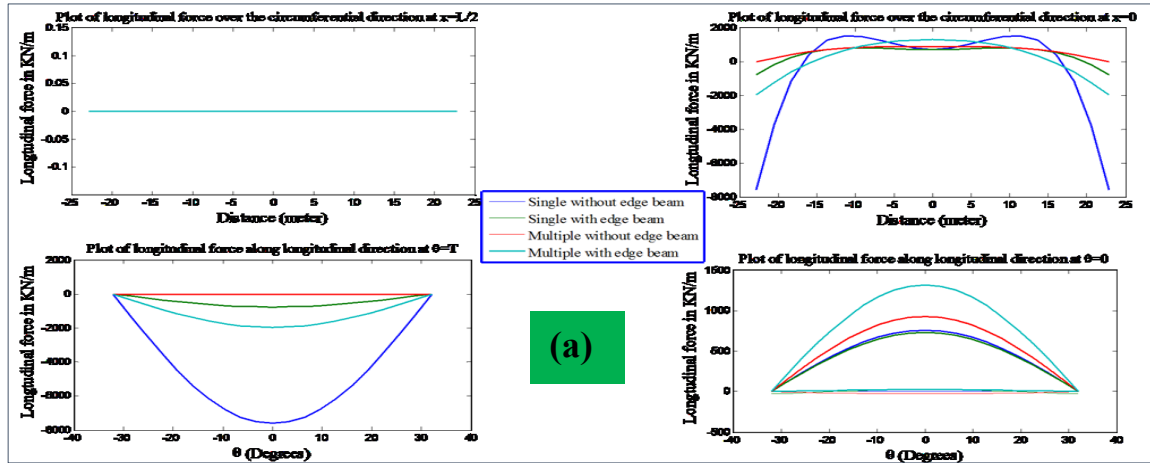 Plot of longitudinal force over the circumferential direction at x=L/2
Longtudinal force in KN/m
0.15
0.1
0.05
0
-0.05
-0.1
-25 -20 -15 -10 -5 0 5 10 15 20 25
Distance (meter)
Plot of longitudinal force over the circumferential direction at x=0
Longtudinal force in KN/m
2000
0
-2000
-4000
-6000
-8000
-25 -20 -15 -10 -5 0 5 10 15 20 25
Distance (meter)
Single without edge beam
Single with edge beam
Multiple without edge beam
Multiple with edge beam
Plot of longitudinal force along longitudinal direction at θ=T
Longtudinal force in KN/m
2000
0
-2000
-4000
-6000
-8000
-40 -30 -20 -10 0 10 20 30 40
θ (Degrees)
(a)
Plot of longitudinal force along longitudinal direction at θ=0
Longtudinal force in KN/m
1500
1000
500
0
-500
-40 -30 -20 -10 0 10 20 30 40
θ (Degrees)